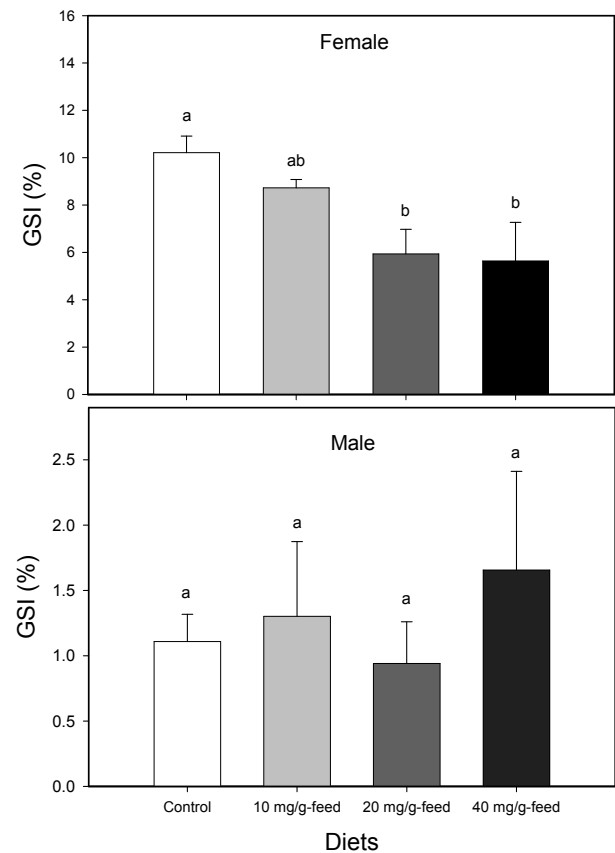 16
14
12
10
8
6
4
2
0
GSI (%)
Female
a
ab
b
b
2.5
2.0
1.5
1.0
0.5
0.0
GSI (%)
Male
a
a
a
a
Control 10 mg/g-feed 20 mg/g-feed 40 mg/g-feed
Diets